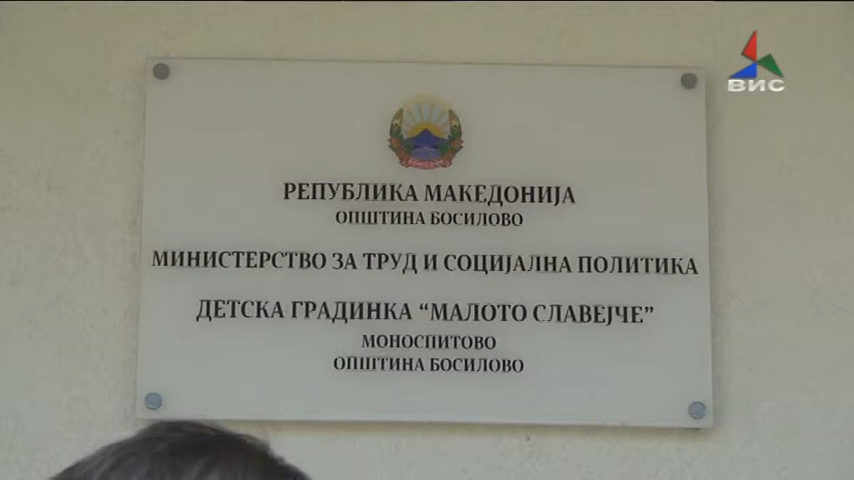 ВИС
РЕПУБЛИКА МАКЕДОНИЈА
ОПШТИНА БОСИЛОВО
МИНИСТЕРСТВО ЗА ТРУД И СОЦИЈАЛНА ПОЛИТИКА
ДЕТСКА ГРАДИНКА “МАЛОТО СЛАВЕЈЧЕ”
МОНОСПИТОВО
ОПШТИНА БОСИЛОВО